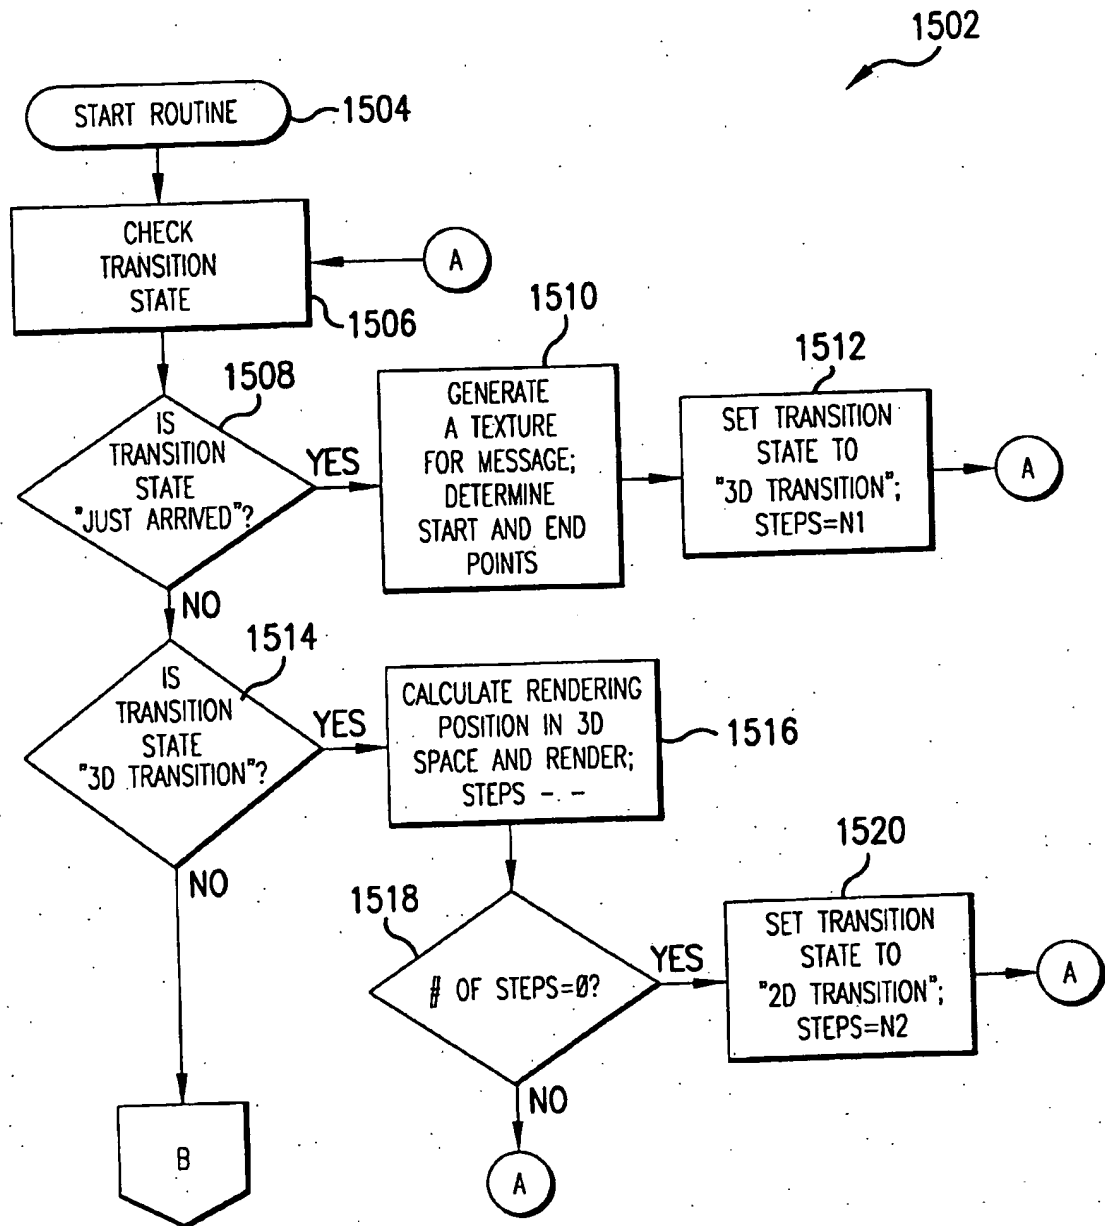 1502
START ROUTINE
1504
CHECK
TRANSITION
STATE
A
1506
1508
IS
TRANSITION
STATE
"JUST ARRIVED"?
YES
NO
1510
GENERATE
A TEXTURE
FOR MESSAGE;
DETERMINE
START AND END
POINTS
1512
SET TRANSITION
STATE TO
"3D TRANSITION";
STEPS=N1
A
1514
IS
TRANSITION
STATE
"3D TRANSITION"?
YES
NO
CALCULATE RENDERING
POSITION IN 3D
SPACE AND RENDER;
STEPS - -
1516
1518
# OF STEPS=0?
YES
NO
1520
SET TRANSITION
STATE TO
"2D TRANSITION";
STEPS=N2
A
B
A